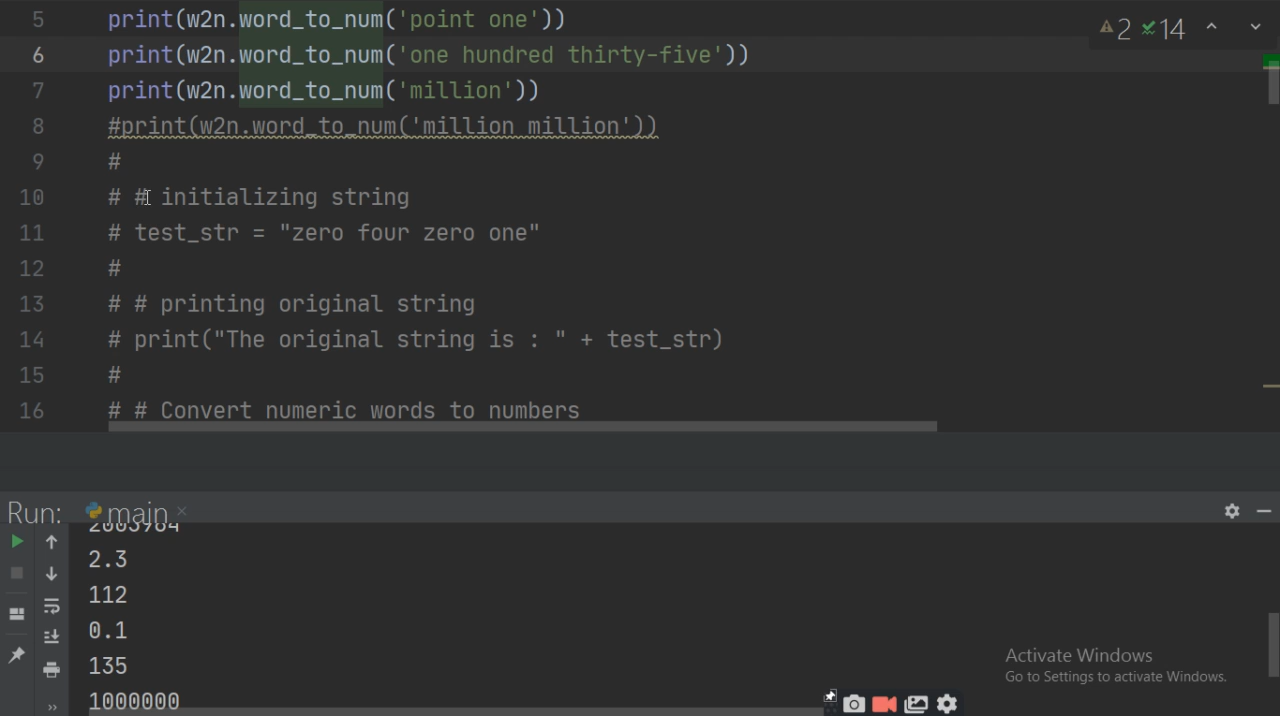 5 print(w2n.word_to_num('point one'))
2 14
6 print(w2n.word_to_num('one hundred thirty-five'))
7 print(w2n.word_to_num('million'))
8 #print(w2n.word_to_num('million million'))
9 #
10 # # initializing string
11 # test_str = "zero four zero one"
12 #
13 # # printing original string
14 # print("The original string is : " + test_str)
15 #
16 # # Convert numeric words to numbers
Run: main
2.3
112
0.1
135
1000000
Activate Windows
Go to Settings to activate Windows.